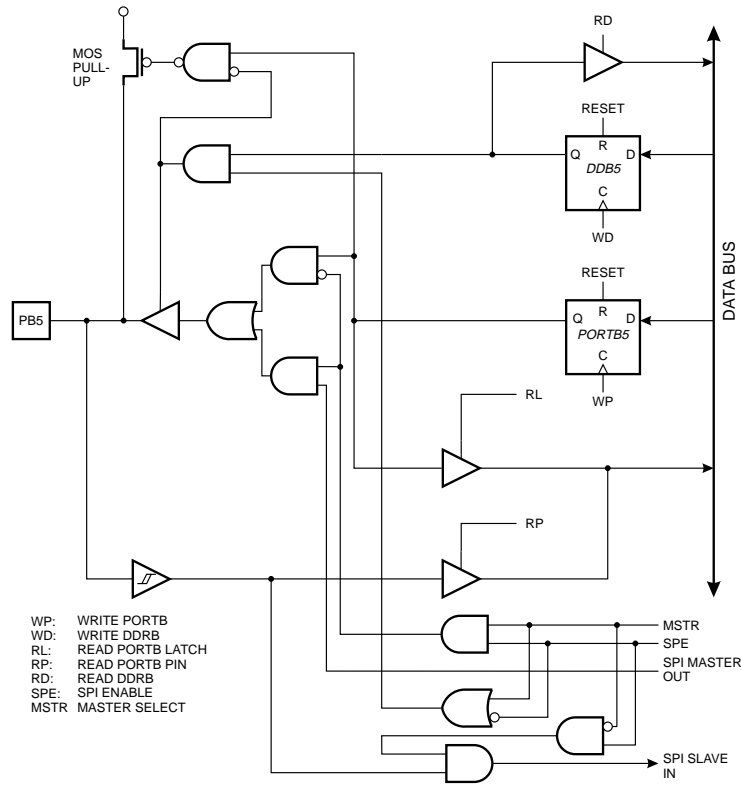 RD
MOS
PULL-
UP
RESET
R
Q
D
DDB5
C
WD
DATA BUS
RESET
R
Q
D
PORTB5
C
WP
PB5
RL
RP
WP: WRITE PORTB
WD: WRITE DDRB
RL: READ PORTB LATCH
RP: READ PORTB PIN
RD: READ DDRB
SPE: SPI ENABLE
MSTR MASTER SELECT
MSTR
SPE
SPI MASTER
OUT
SPI SLAVE
IN